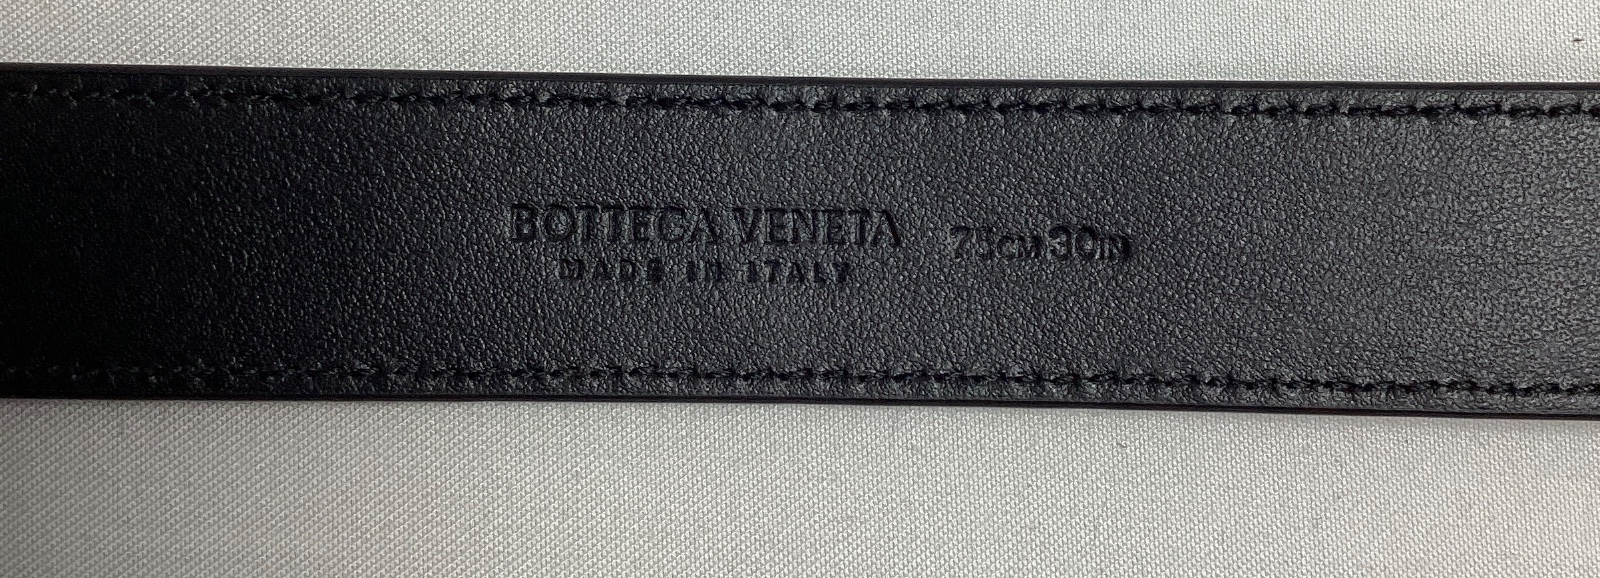 BOTTEGA VENETA 75CM 30IN
MADE IN ITALY